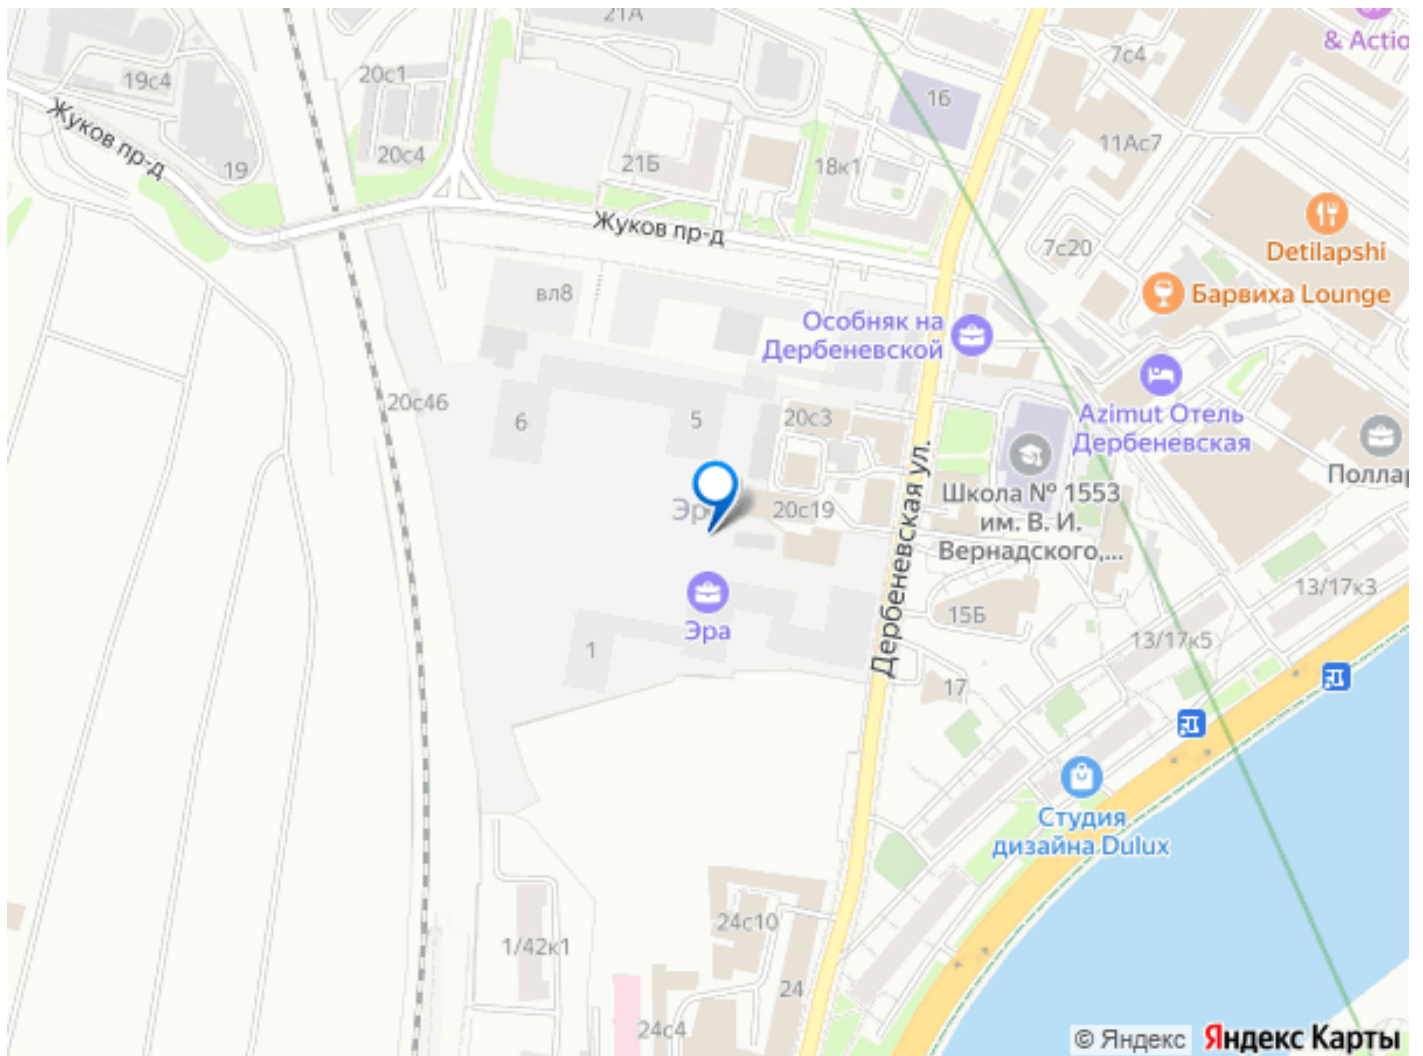 21А
& Actio
7с4
20с1
19с4
16
Жуков пр-д
11Ас7
20с4
21Б
18к1
19
Жуков пр-д
7с20
Detilapshi
вл8
Барвиха Lounge
Особняк на
Дербеневской
20с46
6
5
20с3
Azimut Отель
Дербеневская
Поллар
Школа № 1553
им. В. И.
Вернадского,...
Эр
20с19
Дербеневская ул.
13/17к3
15Б
Эра
1
13/17к5
17
Студия
дизайна Dulux
24с10
1/42к1
24
24с4
© Яндекс Яндекс Карты